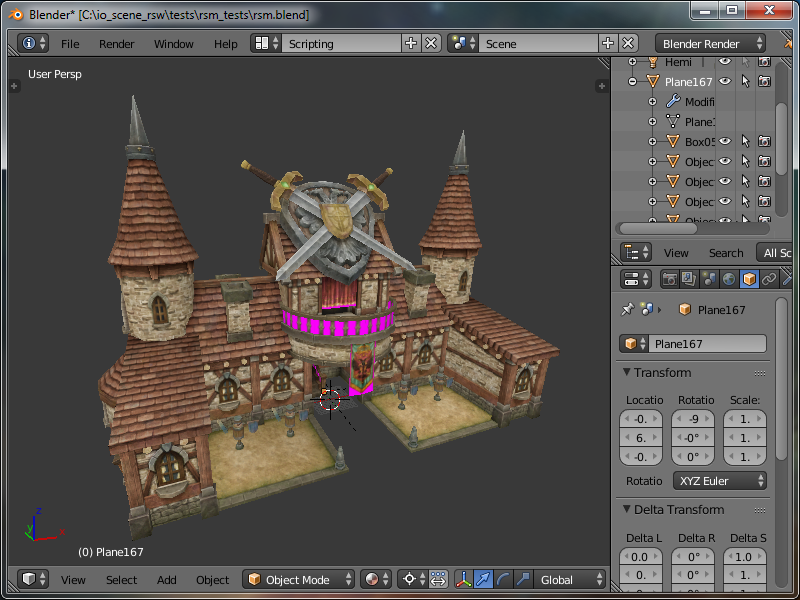 Blender* [C:\io_scene_rsw\tests\rsm_tests\rsm.blend]
File Render Window Help Scripting Scene Blender Render
User Persp
Hemi
Plane167
Modifi
Plane
Box05
Objec
Objec
Objec
View Search All Sc
Plane167
Plane167
Transform
Locatio Rotatio Scale:
-0. -9 1.
6. -0° 1.
-0. 0° 1.
Rotatio XYZ Euler
Delta Transform
Delta L Delta R Delta S
0.0 0° 1.0
0. 0° 1.
(0) Plane167
x
y
z
View Select Add Object Object Mode Global